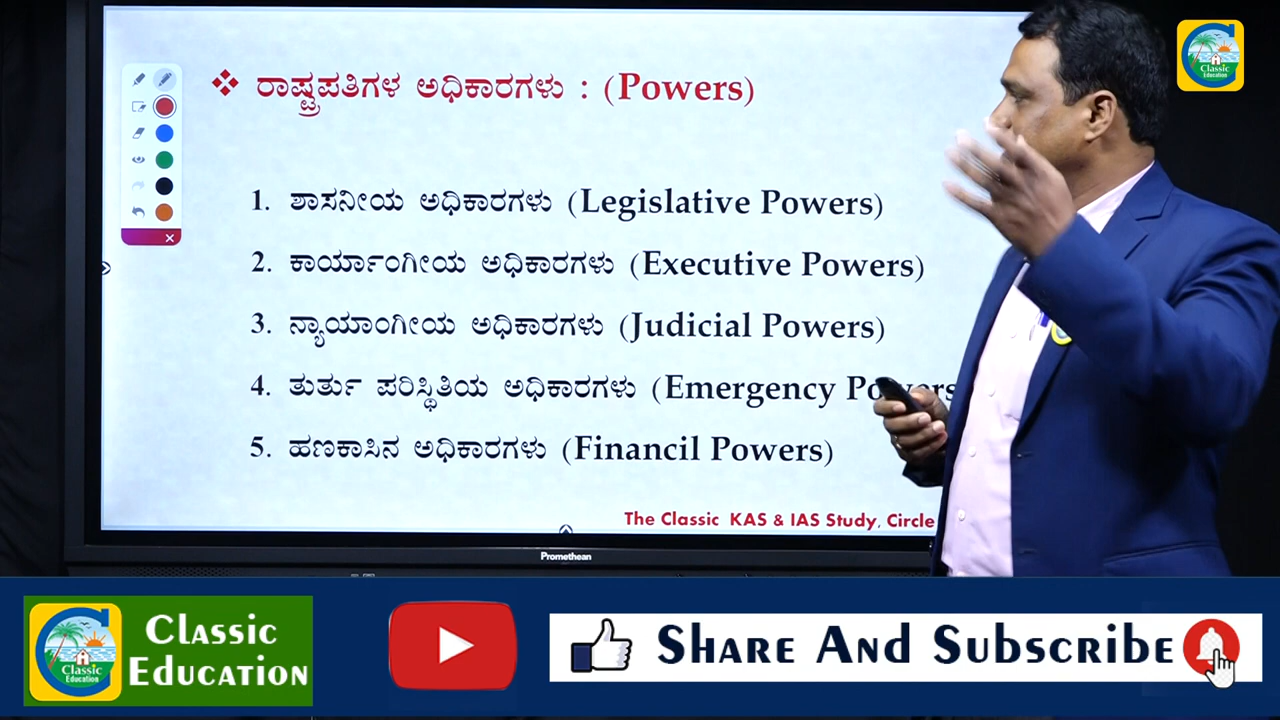 ❖ ರಾಷ್ಟ್ರಪತಿಗಳ ಅಧಿಕಾರಗಳು : (Powers)
1. ಶಾಸನೀಯ ಅಧಿಕಾರಗಳು (Legislative Powers)
2. ಕಾರ್ಯಾಂಗೀಯ ಅಧಿಕಾರಗಳು (Executive Powers)
3. ನ್ಯಾಯಾಂಗೀಯ ಅಧಿಕಾರಗಳು (Judicial Powers)
4. ತುರ್ತು ಪರಿಸ್ಥಿತಿಯ ಅಧಿಕಾರಗಳು (Emergency Powers
5. ಹಣಕಾಸಿನ ಅಧಿಕಾರಗಳು (Financil Powers)
The Classic KAS & IAS Study, Circle
Promethean
Classic
Education
Classic
Education
Classic
Education
Share And Subscribe